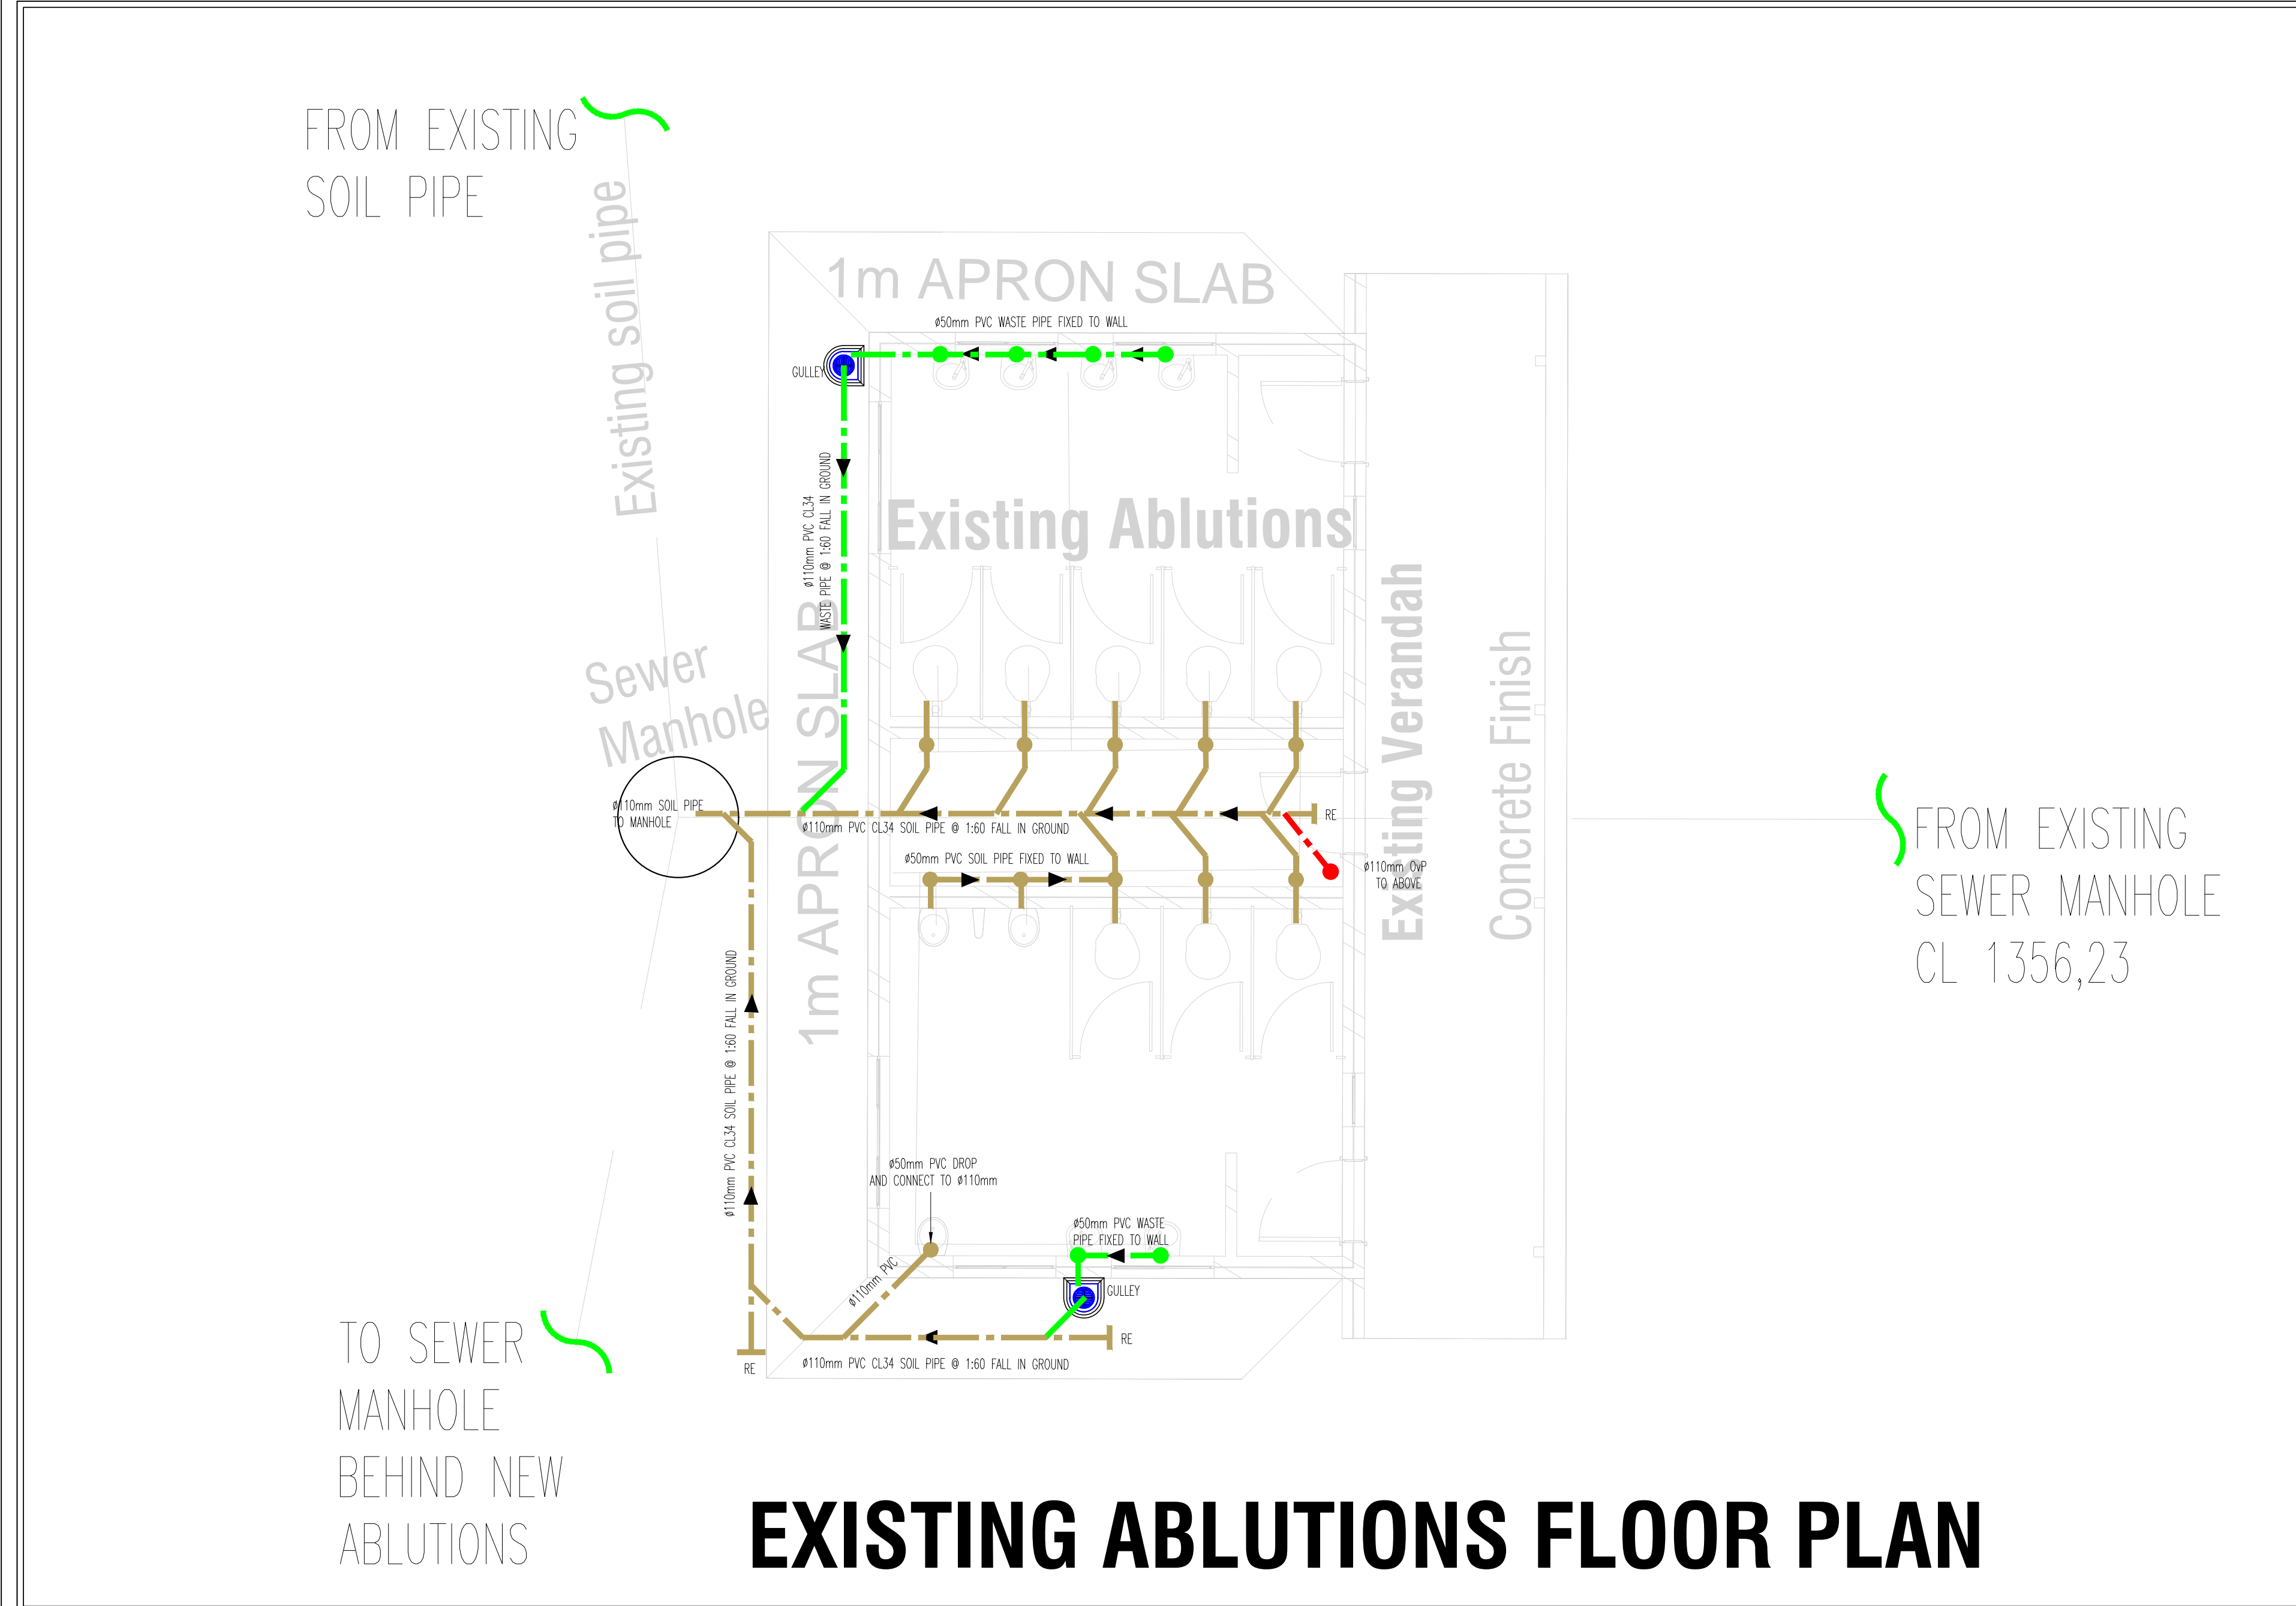 FROM EXISTING
SOIL PIPE
Existing soil pipe
1m APRON SLAB
ø50mm PVC WASTE PIPE FIXED TO WALL
GULLEY
ø110mm PVC CL34
WASTE PIPE @ 1:60 FALL IN GROUND
Existing Ablutions
Sewer
Manhole
1m APRON SLAB
Existing Verandah
Concrete Finish
ø110mm SOIL PIPE
TO MANHOLE
ø110mm PVC CL34 SOIL PIPE @ 1:60 FALL IN GROUND
RE
ø50mm PVC SOIL PIPE FIXED TO WALL
ø110mm OvP
TO ABOVE
FROM EXISTING
SEWER MANHOLE
CL 1356,23
ø110mm PVC CL34 SOIL PIPE @ 1:60 FALL IN GROUND
ø50mm PVC DROP
AND CONNECT TO ø110mm
ø50mm PVC WASTE
PIPE FIXED TO WALL
ø110mm PVC
GULLEY
RE
RE
ø110mm PVC CL34 SOIL PIPE @ 1:60 FALL IN GROUND
TO SEWER
MANHOLE
BEHIND NEW
ABLUTIONS
EXISTING ABLUTIONS FLOOR PLAN